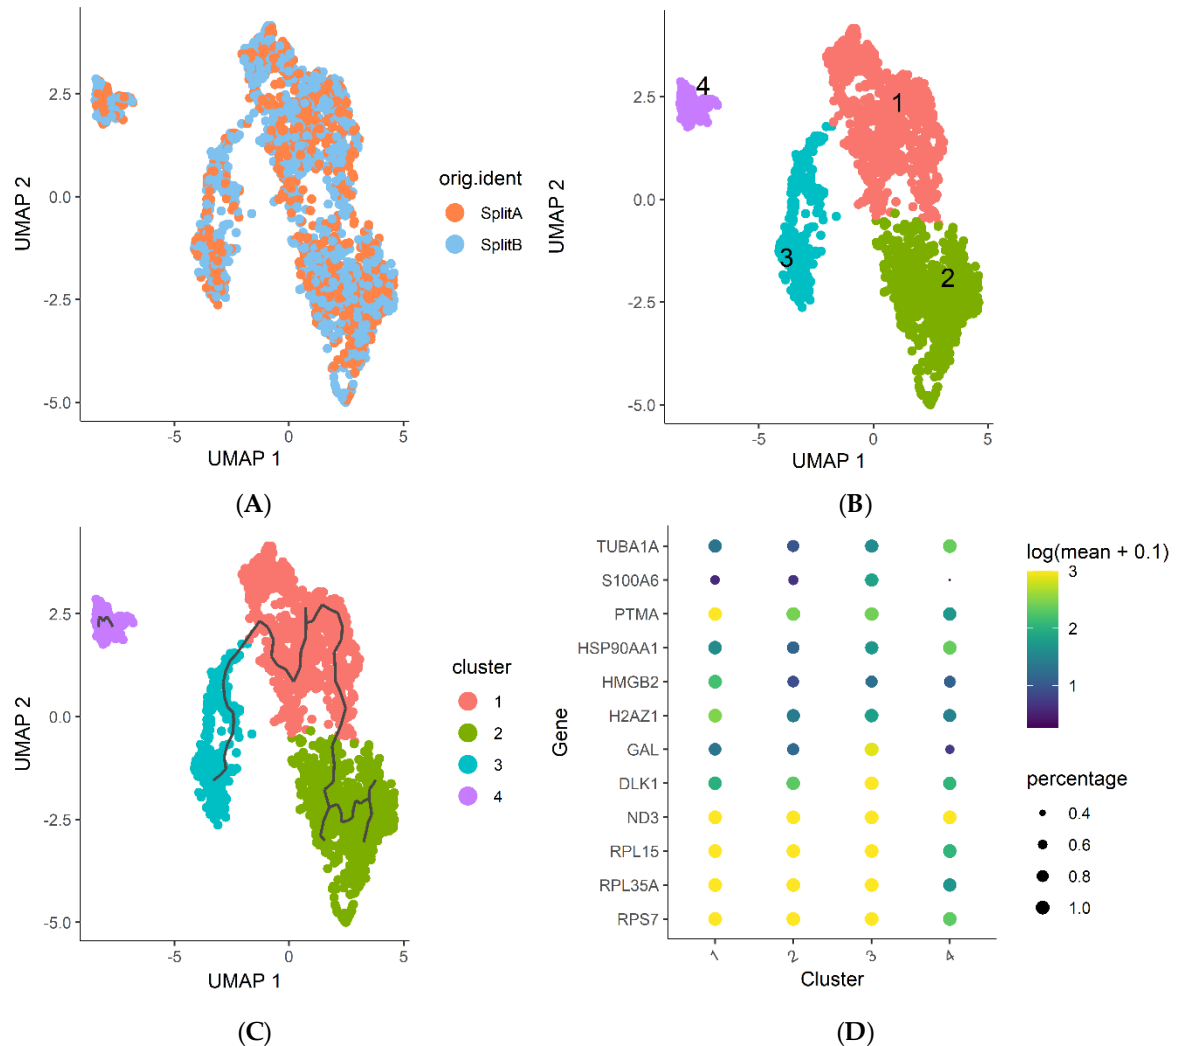 2.5
0.0
-2.5
-5.0
UMAP 2
-5
0
5
UMAP 1
orig.ident
SplitA
SplitB
(A)
2.5
0.0
-2.5
-5.0
UMAP 2
4
1
3
2
-5
0
5
UMAP 1
(B)
2.5
0.0
-2.5
-5.0
UMAP 2
-5
0
5
UMAP 1
cluster
1
2
3
4
(C)
Gene
TUBA1A
S100A6
PTMA
HSP90AA1
HMGB2
H2AZ1
GAL
DLK1
ND3
RPL15
RPL35A
RPS7
1
2
3
4
Cluster
log(mean + 0.1)
3
2
1
percentage
0.4
0.6
0.8
1.0
(D)